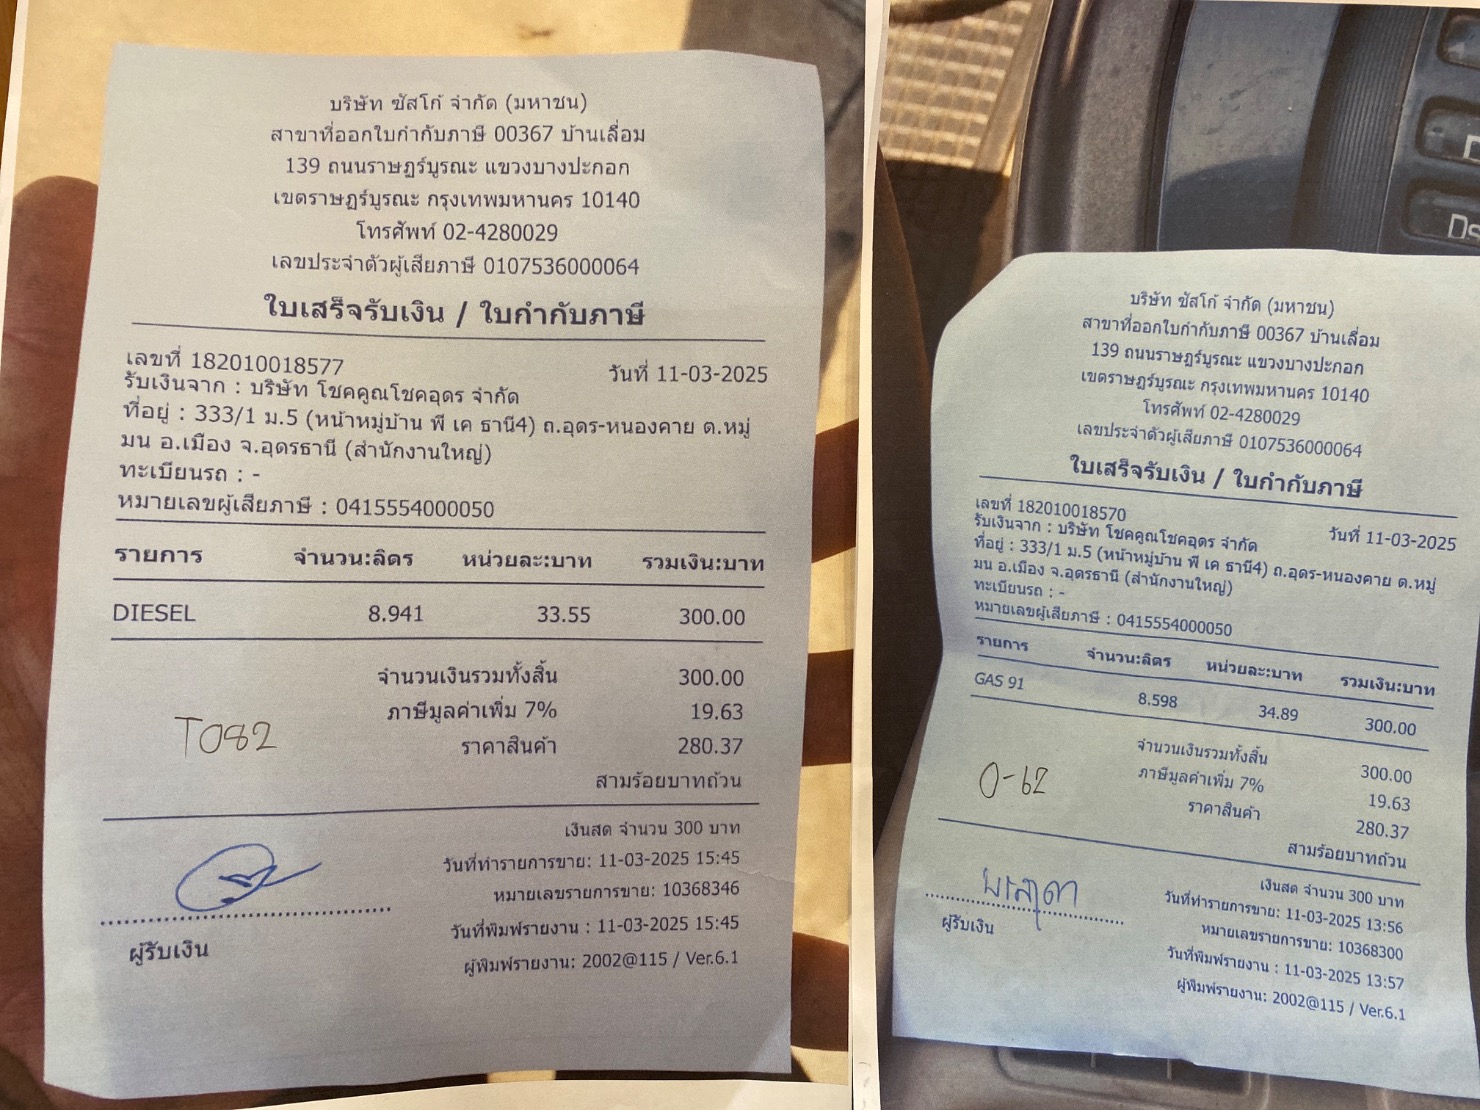 บริษัท ซัสโก้ จำกัด (มหาชน)
สาขาที่ออกใบกำกับภาษี 00367 บ้านเลื่อม
139 ถนนราษฎร์บูรณะ แขวงบางปะกอก
เขตราษฎร์บูรณะ กรุงเทพมหานคร 10140
โทรศัพท์ 02-4280029
เลขประจำตัวผู้เสียภาษี 0107536000064
ใบเสร็จรับเงิน / ใบกำกับภาษี
เลขที่ 182010018577 วันที่ 11-03-2025
รับเงินจาก : บริษัท โชคคูณโชคอุดร จำกัด
ที่อยู่ : 333/1 ม.5 (หน้าหมู่บ้าน พี เค ธานี4) ถ.อุดร-หนองคาย ต.หมู่
มน อ.เมือง จ.อุดรธานี (สำนักงานใหญ่)
ทะเบียนรถ : -
หมายเลขผู้เสียภาษี : 0415554000050
รายการ จำนวน:ลิตร หน่วยละ:บาท รวมเงิน:บาท
DIESEL 8.941 33.55 300.00
จำนวนเงินรวมทั้งสิ้น 300.00
ภาษีมูลค่าเพิ่ม 7% 19.63
T082
ราคาสินค้า 280.37
สามร้อยบาทถ้วน
เงินสด จำนวน 300 บาท
วันที่ทำรายการขาย: 11-03-2025 15:45
หมายเลขรายการขาย: 10368346
วันที่พิมพ์รายงาน : 11-03-2025 15:45
ผู้รับเงิน
ผู้พิมพ์รายงาน: 2002@115 / Ver.6.1
บริษัท ซัสโก้ จำกัด (มหาชน)
สาขาที่ออกใบกำกับภาษี 00367 บ้านเลื่อม
139 ถนนราษฎร์บูรณะ แขวงบางปะกอก
เขตราษฎร์บูรณะ กรุงเทพมหานคร 10140
โทรศัพท์ 02-4280029
เลขประจำตัวผู้เสียภาษี 0107536000064
ใบเสร็จรับเงิน / ใบกำกับภาษี
เลขที่ 182010018570 วันที่ 11-03-2025
รับเงินจาก : บริษัท โชคคูณโชคอุดร จำกัด
ที่อยู่ : 333/1 ม.5 (หน้าหมู่บ้าน พี เค ธานี4) ถ.อุดร-หนองคาย ต.หมู่
มน อ.เมือง จ.อุดรธานี (สำนักงานใหญ่)
ทะเบียนรถ : -
หมายเลขผู้เสียภาษี : 0415554000050
รายการ จำนวน:ลิตร หน่วยละ:บาท รวมเงิน:บาท
GAS 91 8.598 34.89 300.00
จำนวนเงินรวมทั้งสิ้น 300.00
ภาษีมูลค่าเพิ่ม 7% 19.63
0-62
ราคาสินค้า 280.37
สามร้อยบาทถ้วน
เงินสด จำนวน 300 บาท
วันที่ทำรายการขาย: 11-03-2025 13:56
หมายเลขรายการขาย: 10368300
ผู้รับเงิน
วันที่พิมพ์รายงาน : 11-03-2025 13:57
ผู้พิมพ์รายงาน: 2002@115 / Ver.6.1